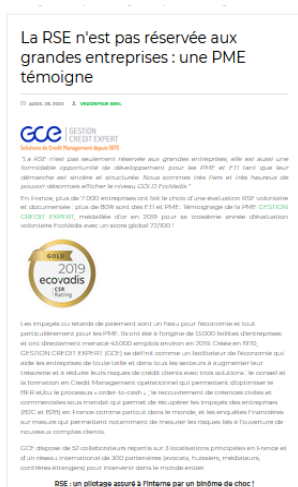 La RSE n'est pas réservée aux
grandes entreprises : une PME
témoigne
GCE GESTION
CREDIT EXPERT
Solutions de Credit Management depuis 1970
"La RSE n'est pas seulement réservée aux grandes entreprises, elle est aussi une
formidable opportunité de développement pour les PME et ETI tant que leur
démarche est sincère et structurée. Nous sommes très fiers et très heureux de
pouvoir désormais afficher le niveau GOLD EcoVadis "
En France, plus de 7 000 entreprises ont fait le choix d'une évaluation RSE volontaire
et documentée : plus de 80% sont des ETI et PME. Témoignage de la PME GESTION
CREDIT EXPERT, médaillée d'or en 2019 pour sa troisième année d'évaluation
volontaire EcoVadis avec un score global 72/100 !
GOLD
2019
ecovadis
CSR
Rating
Les impayés ou retards de paiement sont un fléau pour l'économie et tout
particulièrement pour les PME. Ils ont été à l'origine de 13.000 faillites d'entreprises
et ont directement menacé 43.000 emplois environ en 2019. Créée en 1970,
GESTION CREDIT EXPERT (GCE) se définit comme un facilitateur de l'économie qui
aide les entreprises de toute taille et dans tous les secteurs à augmenter leur
trésorerie et à réduire leurs risques de crédit clients avec trois solutions : le conseil et
la formation en Credit Management opérationnel qui permettent d'optimiser le
BFR et/ou le processus « order-to-cash » , le recouvrement de créances civiles et
commerciales sous mandat qui permet de récupérer les impayés des entreprises
(B2C et B2B) en France comme partout dans le monde, et les enquêtes financières
sur mesure qui permettent notamment de mesurer les risques liés à l'ouverture de
nouveaux comptes clients.
GCE dispose de 52 collaborateurs répartis sur 3 localisations principales en France et
d'un réseau international de 300 partenaires (avocats, huissiers, médiateurs,
confrères étrangers) pour intervenir dans le monde entier.
RSE : un pilotage assuré à l'interne par un binôme de choc !